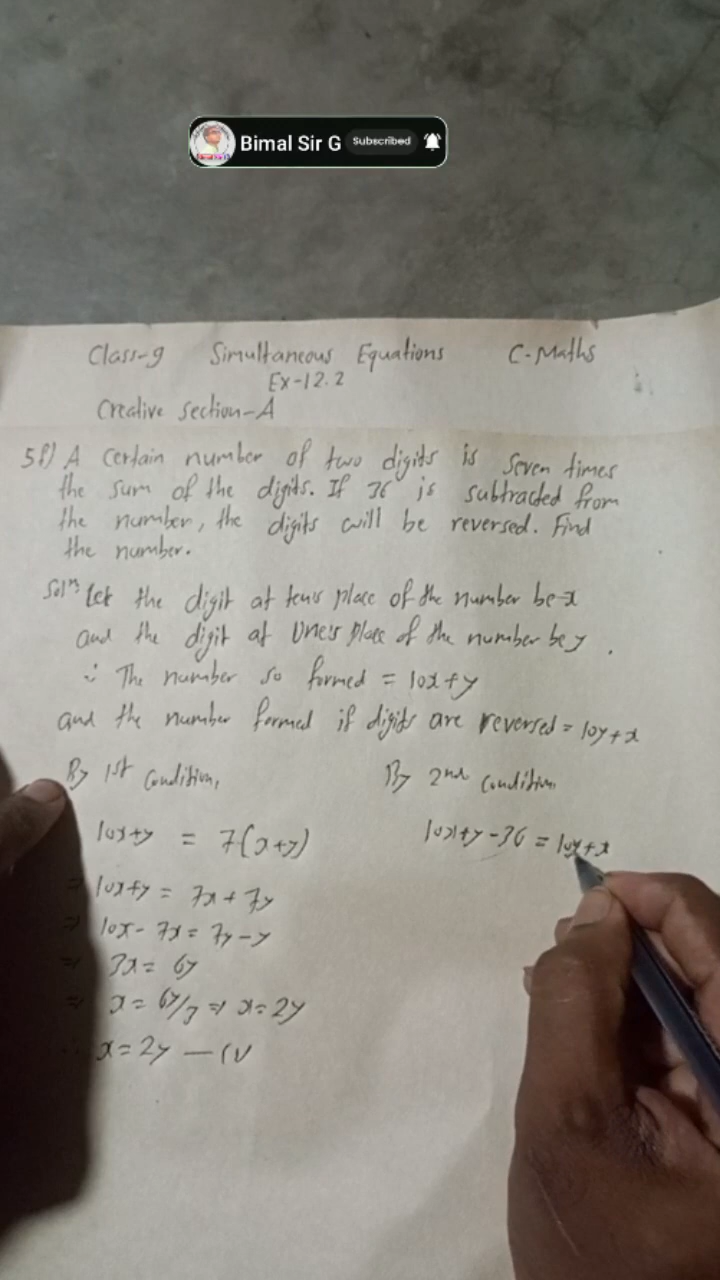 Bimal Sir G Subscribed
Class-9 Simultaneous Equations C-Maths
Ex-12.2
Creative section-A
5f) A certain number of two digits is seven times
the sum of the digits. If 36 is subtracted from
the number, the digits will be reversed. Find
the number.
Solⁿ Let the digit at ten's place of the number be x
and the digit at one's place of the number be y.
∴ The number so formed = 10x+y
and the number formed if digits are reversed = 10y+x
By 1st condition, By 2nd condition
10x+y = 7(x+y) 10x+y-36 = 10y+x
⇒ 10x+y = 7x+7y
⇒ 10x-7x = 7y-y
⇒ 3x = 6y
⇒ x = 6y/3 ⇒ x=2y
∴ x=2y —(1)